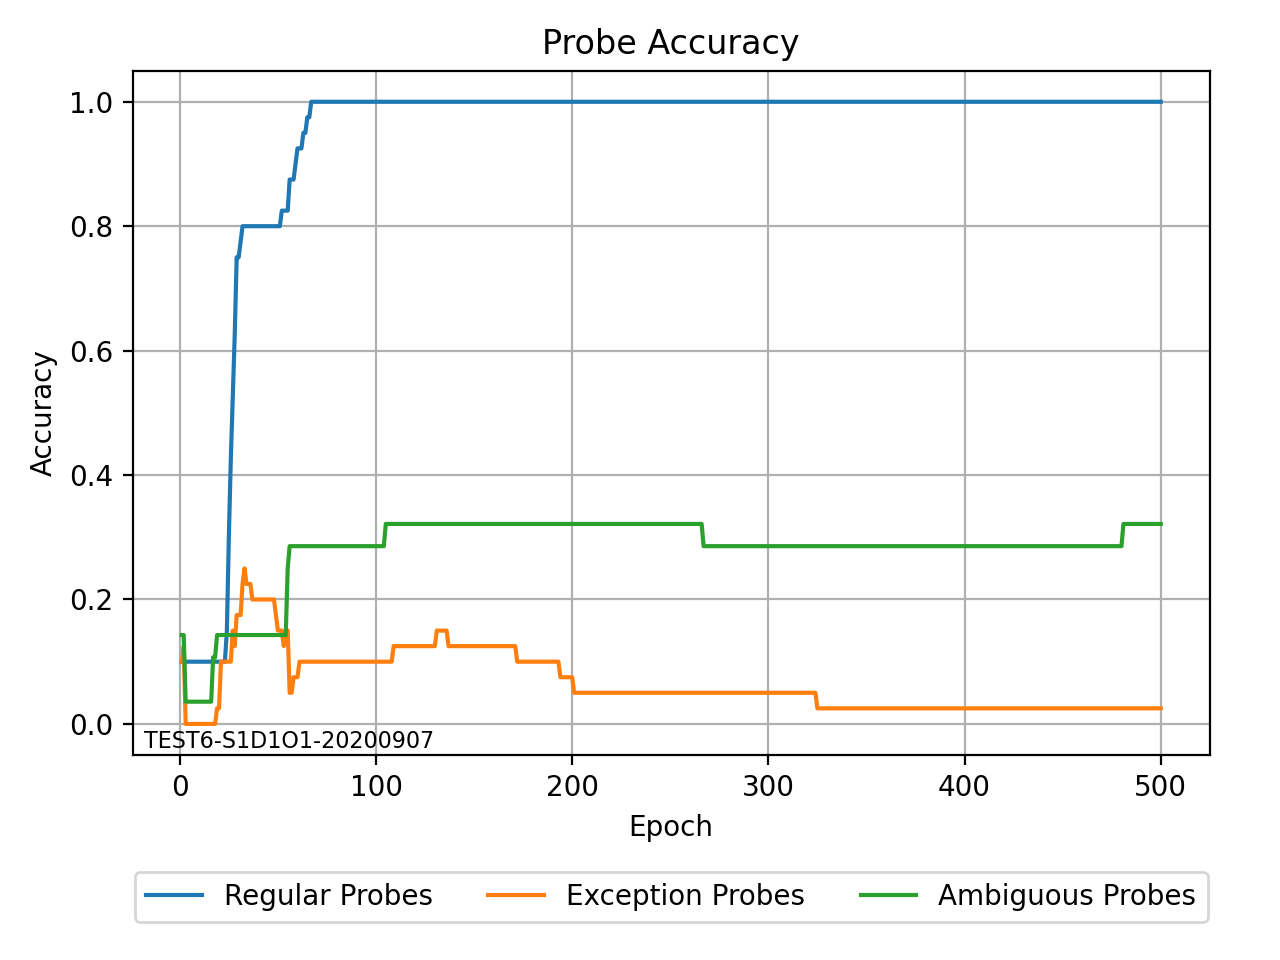 Probe Accuracy
1.0
0.8
0.6
0.4
0.2
0.0
Accuracy
TEST6-S1D1O1-20200907
0 100 200 300 400 500
Epoch
Regular Probes Exception Probes Ambiguous Probes